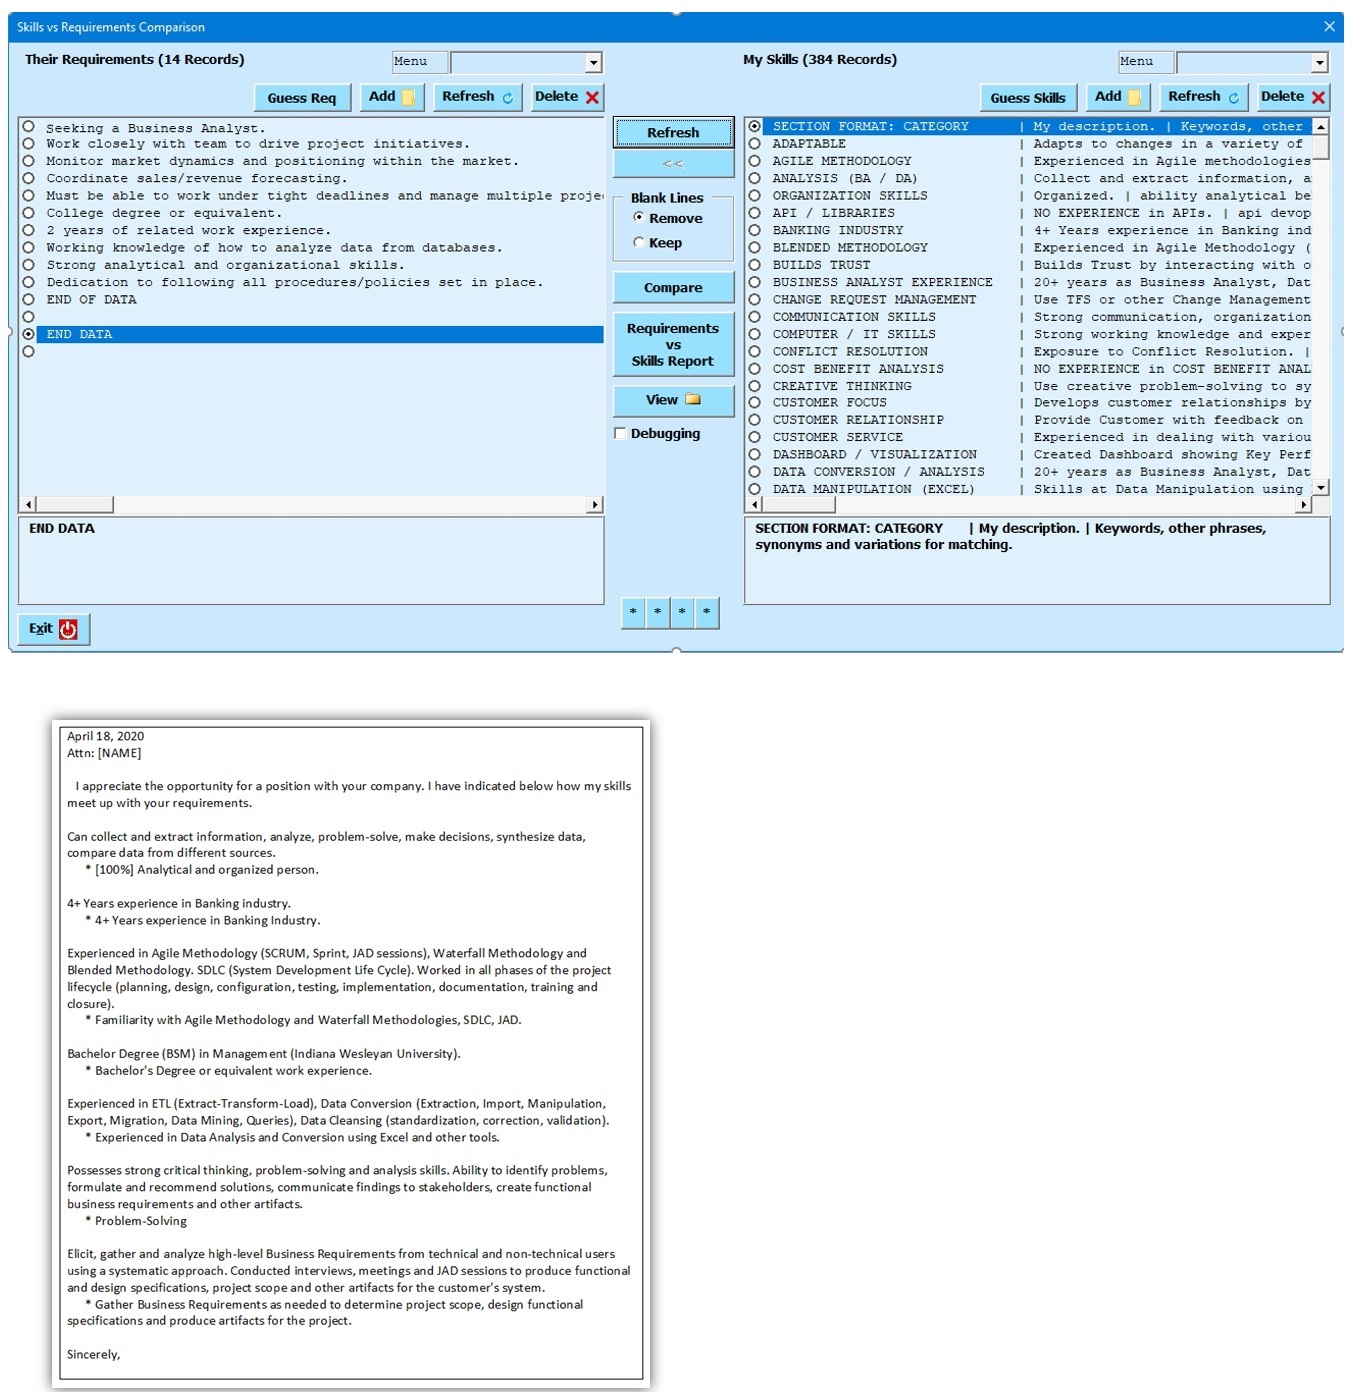 Skills vs Requirements Comparison
Their Requirements (14 Records)
Menu
Guess Req
Add
Refresh
Delete
Seeking a Business Analyst.
Work closely with team to drive project initiatives.
Monitor market dynamics and positioning within the market.
Coordinate sales/revenue forecasting.
Must be able to work under tight deadlines and manage multiple proje
College degree or equivalent.
2 years of related work experience.
Working knowledge of how to analyze data from databases.
Strong analytical and organizational skills.
Dedication to following all procedures/policies set in place.
END OF DATA
END DATA
END DATA
Exit
Refresh
<<
Blank Lines
Remove
Keep
Compare
Requirements
vs
Skills Report
View
Debugging
* * * *
My Skills (384 Records)
Menu
Guess Skills
Add
Refresh
Delete
SECTION FORMAT: CATEGORY | My description. | Keywords, other
ADAPTABLE | Adapts to changes in a variety of
AGILE METHODOLOGY | Experienced in Agile methodologies
ANALYSIS (BA / DA) | Collect and extract information, a
ORGANIZATION SKILLS | Organized. | ability analytical be
API / LIBRARIES | NO EXPERIENCE in APIs. | api devop
BANKING INDUSTRY | 4+ Years experience in Banking ind
BLENDED METHODOLOGY | Experienced in Agile Methodology (
BUILDS TRUST | Builds Trust by interacting with o
BUSINESS ANALYST EXPERIENCE | 20+ years as Business Analyst, Dat
CHANGE REQUEST MANAGEMENT | Use TFS or other Change Management
COMMUNICATION SKILLS | Strong communication, organization
COMPUTER / IT SKILLS | Strong working knowledge and exper
CONFLICT RESOLUTION | Exposure to Conflict Resolution. |
COST BENEFIT ANALYSIS | NO EXPERIENCE in COST BENEFIT ANAL
CREATIVE THINKING | Use creative problem-solving to sy
CUSTOMER FOCUS | Develops customer relationships by
CUSTOMER RELATIONSHIP | Provide Customer with feedback on
CUSTOMER SERVICE | Experienced in dealing with variou
DASHBOARD / VISUALIZATION | Created Dashboard showing Key Perf
DATA CONVERSION / ANALYSIS | 20+ years as Business Analyst, Dat
DATA MANIPULATION (EXCEL) | Skills at Data Manipulation using
SECTION FORMAT: CATEGORY | My description. | Keywords, other phrases,
synonyms and variations for matching.
April 18, 2020
Attn: [NAME]
I appreciate the opportunity for a position with your company. I have indicated below how my skills
meet up with your requirements.
Can collect and extract information, analyze, problem-solve, make decisions, synthesize data,
compare data from different sources.
* [100%] Analytical and organized person.
4+ Years experience in Banking industry.
* 4+ Years experience in Banking Industry.
Experienced in Agile Methodology (SCRUM, Sprint, JAD sessions), Waterfall Methodology and
Blended Methodology. SDLC (System Development Life Cycle). Worked in all phases of the project
lifecycle (planning, design, configuration, testing, implementation, documentation, training and
closure).
* Familiarity with Agile Methodology and Waterfall Methodologies, SDLC, JAD.
Bachelor Degree (BSM) in Management (Indiana Wesleyan University).
* Bachelor's Degree or equivalent work experience.
Experienced in ETL (Extract-Transform-Load), Data Conversion (Extraction, Import, Manipulation,
Export, Migration, Data Mining, Queries), Data Cleansing (standardization, correction, validation).
* Experienced in Data Analysis and Conversion using Excel and other tools.
Possesses strong critical thinking, problem-solving and analysis skills. Ability to identify problems,
formulate and recommend solutions, communicate findings to stakeholders, create functional
business requirements and other artifacts.
* Problem-Solving
Elicit, gather and analyze high-level Business Requirements from technical and non-technical users
using a systematic approach. Conducted interviews, meetings and JAD sessions to produce functional
and design specifications, project scope and other artifacts for the customer's system.
* Gather Business Requirements as needed to determine project scope, design functional
specifications and produce artifacts for the project.
Sincerely,